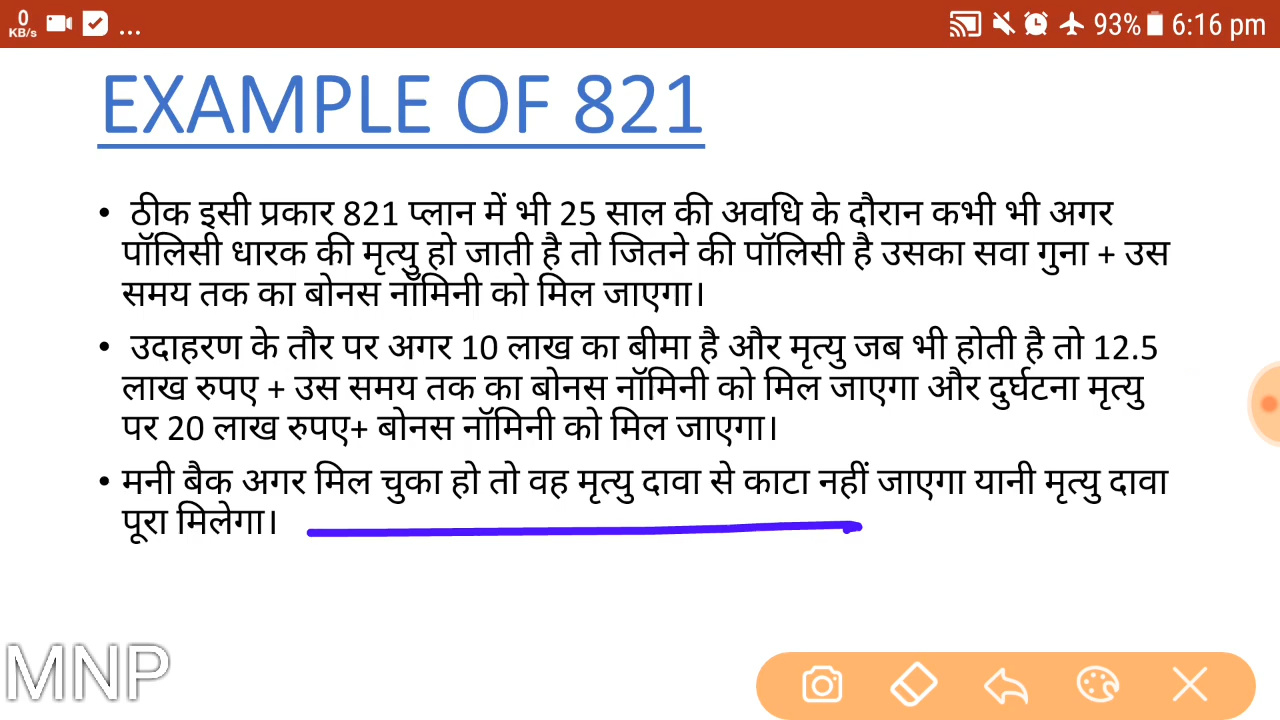 0
KB/s
...
93%
6:16 pm
EXAMPLE OF 821
• ठीक इसी प्रकार 821 प्लान में भी 25 साल की अवधि के दौरान कभी भी अगर
पॉलिसी धारक की मृत्यु हो जाती है तो जितने की पॉलिसी है उसका सवा गुना + उस
समय तक का बोनस नॉमिनी को मिल जाएगा।
• उदाहरण के तौर पर अगर 10 लाख का बीमा है और मृत्यु जब भी होती है तो 12.5
लाख रुपए + उस समय तक का बोनस नॉमिनी को मिल जाएगा और दुर्घटना मृत्यु
पर 20 लाख रुपए+ बोनस नॉमिनी को मिल जाएगा।
• मनी बैक अगर मिल चुका हो तो वह मृत्यु दावा से काटा नहीं जाएगा यानी मृत्यु दावा
पूरा मिलेगा।
MNP